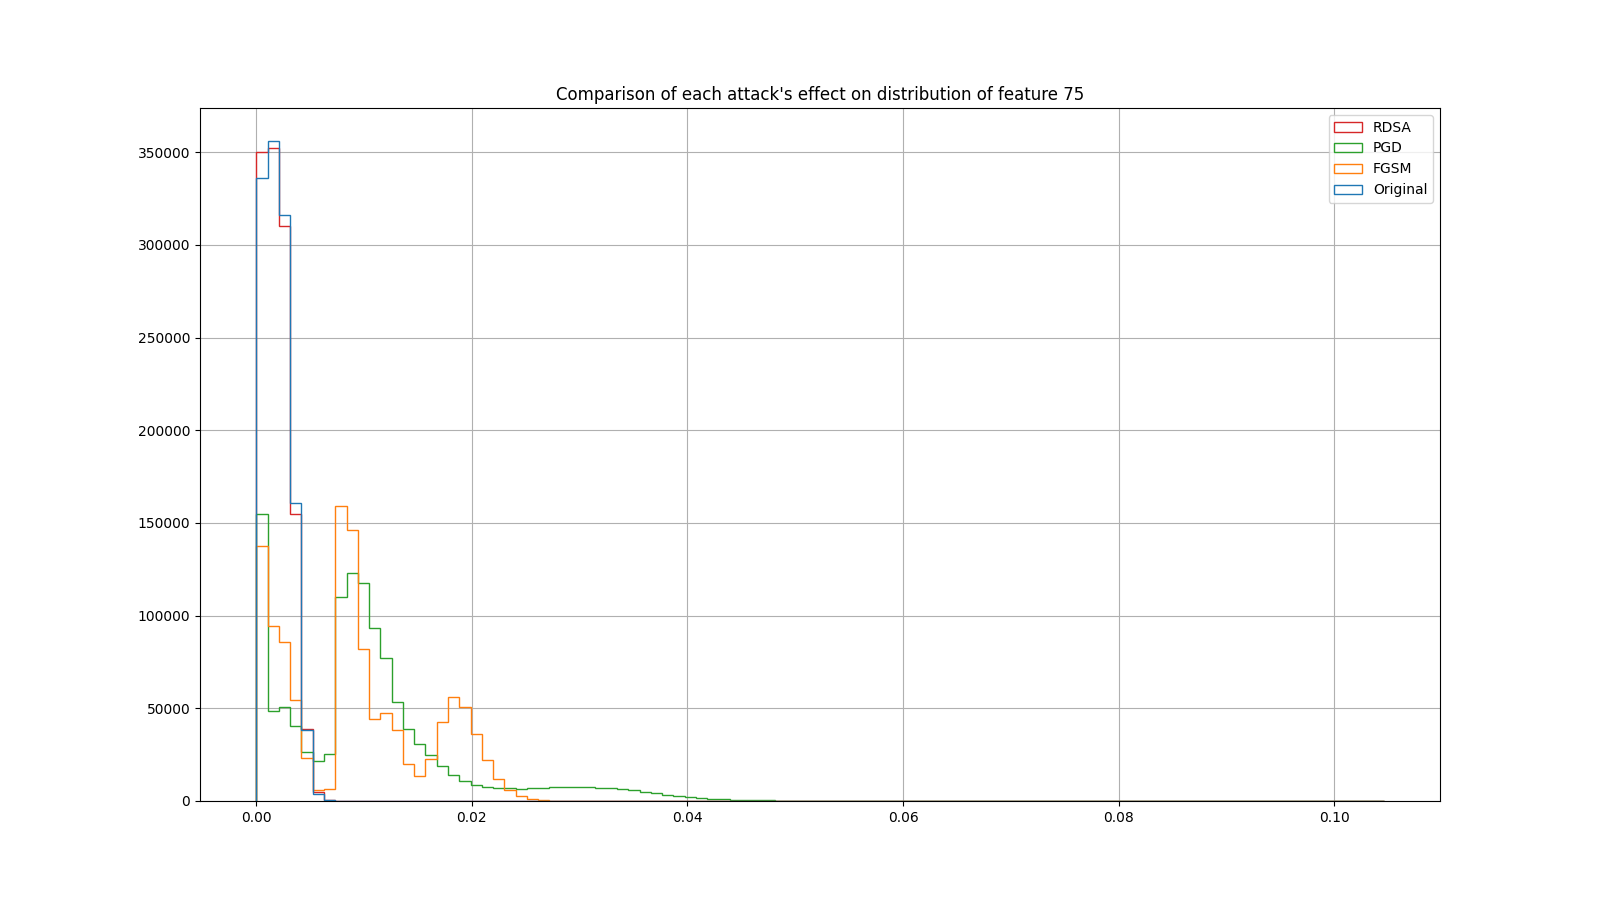 Comparison of each attack's effect on distribution of feature 75
RDSA
PGD
FGSM
Original
350000
300000
250000
200000
150000
100000
50000
0
0.00 0.02 0.04 0.06 0.08 0.10